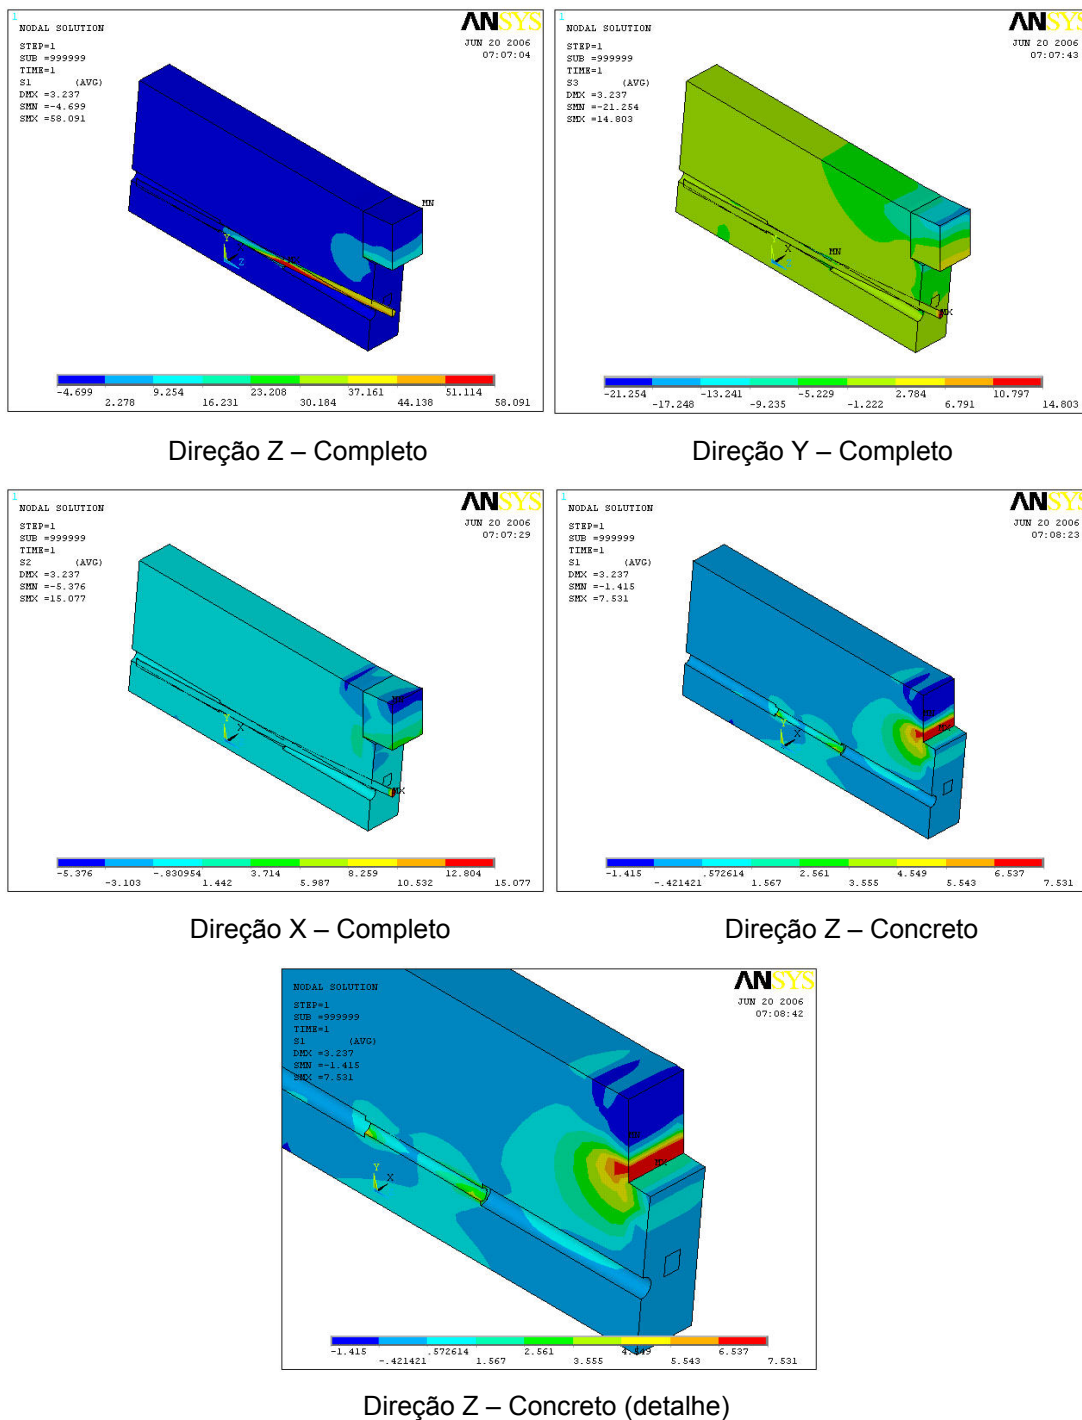 1
NODAL SOLUTION
STEP=1
SUB =999999
TIME=1
S1 (AVG)
DMX =3.237
SMN =-4.699
SMX =58.091
ANSYS
JUN 20 2006
07:07:04
MN
Y
X
Z
MX
-4.699 9.254 23.208 37.161 51.114
2.278 16.231 30.184 44.138 58.091
Direção Z – Completo
1
NODAL SOLUTION
STEP=1
SUB =999999
TIME=1
S3 (AVG)
DMX =3.237
SMN =-21.254
SMX =14.803
ANSYS
JUN 20 2006
07:07:43
MN
Y
X
Z
MX
-21.254 -13.241 -5.229 2.784 10.797
-17.248 -9.235 -1.222 6.791 14.803
Direção Y – Completo
1
NODAL SOLUTION
STEP=1
SUB =999999
TIME=1
S2 (AVG)
DMX =3.237
SMN =-5.376
SMX =15.077
ANSYS
JUN 20 2006
07:07:29
MN
Y
X
MX
-5.376 -.830954 3.714 8.259 12.804
-3.103 1.442 5.987 10.532 15.077
Direção X – Completo
1
NODAL SOLUTION
STEP=1
SUB =999999
TIME=1
S1 (AVG)
DMX =3.237
SMN =-1.415
SMX =7.531
ANSYS
JUN 20 2006
07:08:23
MN
MX
Y
X
-1.415 .572614 2.561 4.549 6.537
-.421421 1.567 3.555 5.543 7.531
Direção Z – Concreto
NODAL SOLUTION
STEP=1
SUB =999999
TIME=1
S1 (AVG)
DMX =3.237
SMN =-1.415
SMX =7.531
ANSYS
JUN 20 2006
07:08:42
MN
MX
Y
X
-1.415 .572614 2.561 4.549 6.537
-.421421 1.567 3.555 5.543 7.531
Direção Z – Concreto (detalhe)